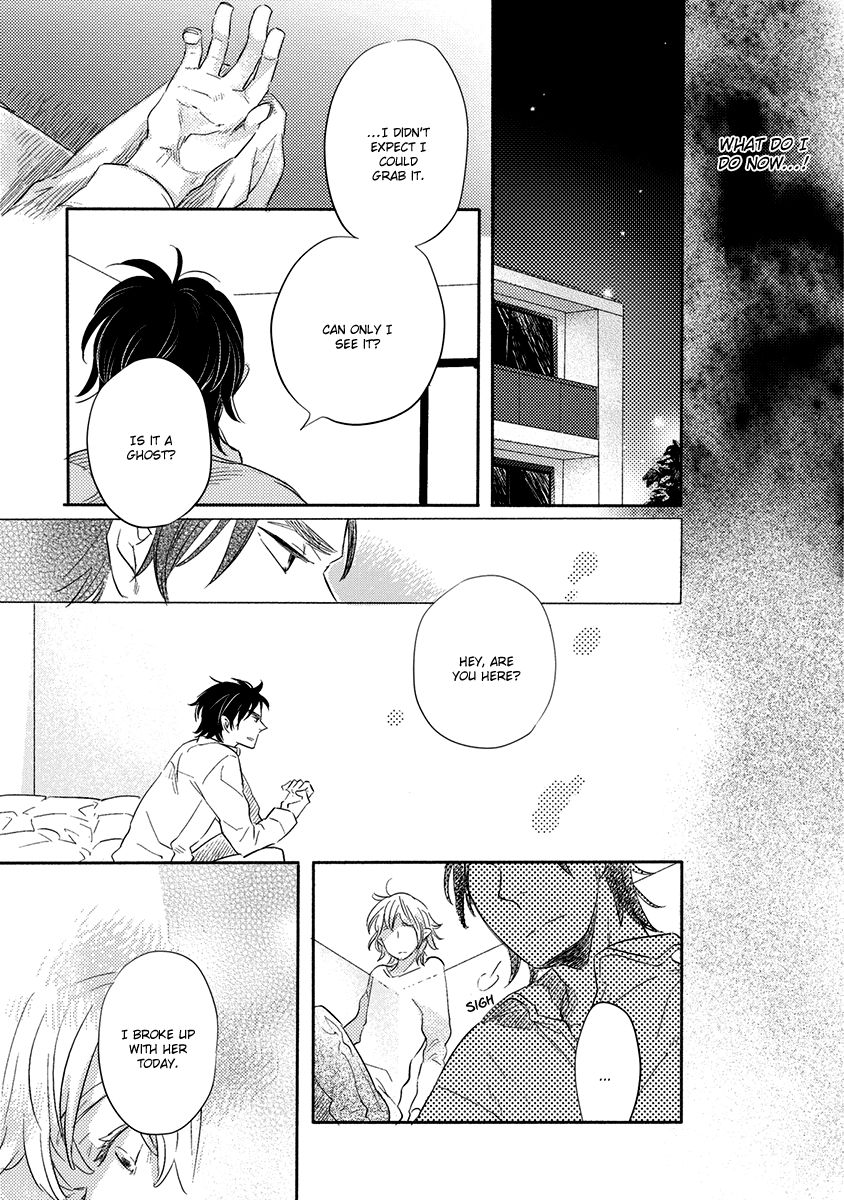 WHAT DO I
DO NOW...!
...I DIDN'T
EXPECT I
COULD
GRAB IT.
CAN ONLY I
SEE IT?
IS IT A
GHOST?
HEY, ARE
YOU HERE?
...
SIGH
I BROKE UP
WITH HER
TODAY.